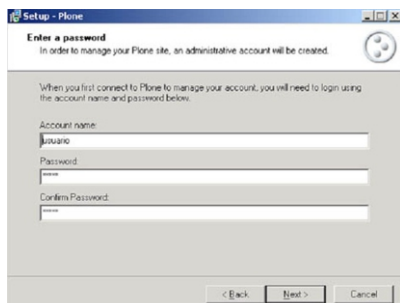 Setup - Plone
Enter a password
In order to manage your Plone site, an administrative account will be created.
When you first connect to Plone to manage your account, you will need to login using
the account name and password below.
Account name:
usuario
Password:
*****
Confirm Password:
*****
< Back
Next >
Cancel